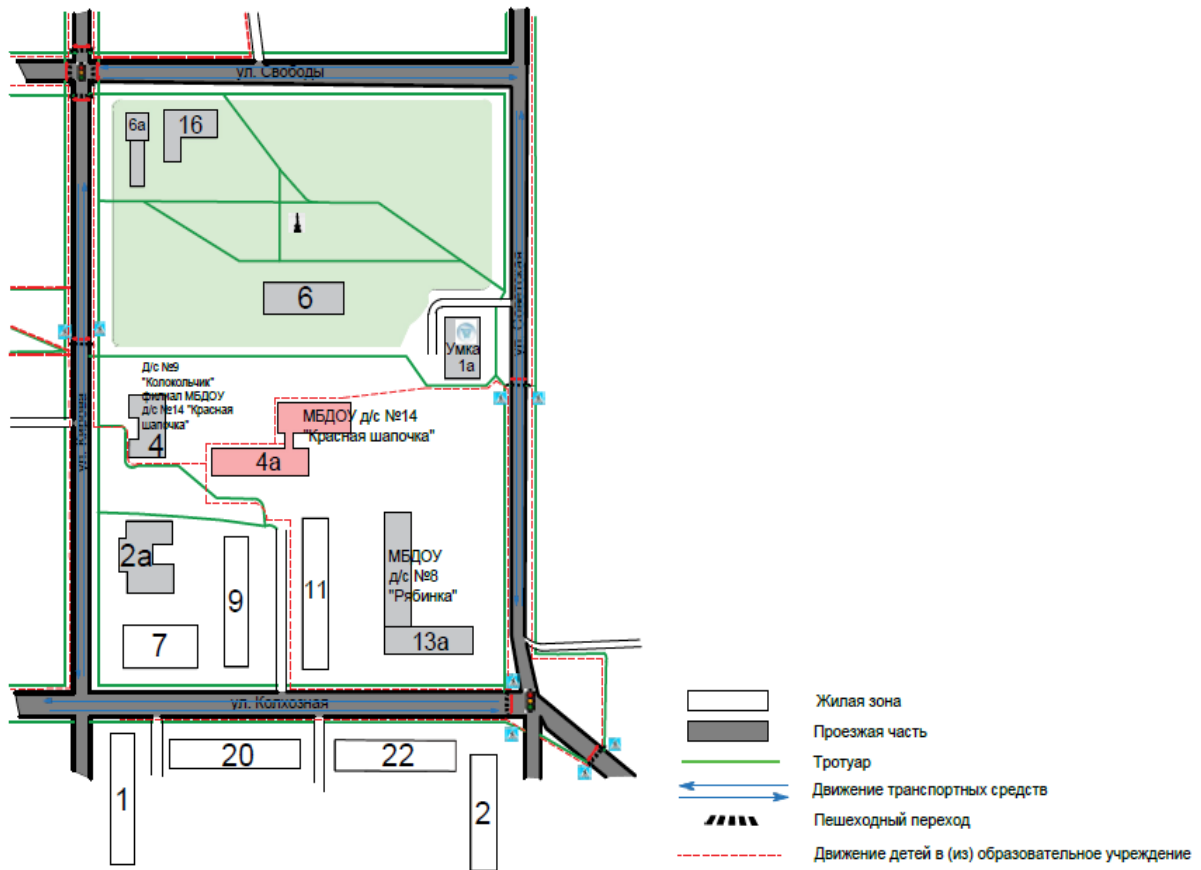 ул. Свободы
6а
16
6
ул. Советская
Умка
1а
Д/с №9
"Колокольчик"
филиал МБДОУ
д/с №14 "Красная
шапочка"
4
МБДОУ д/с №14
"Красная шапочка"
4а
ул. Кирова
2а
9
11
МБДОУ
д/с №8
"Рябинка"
7
13а
ул. Колхозная
20
22
1
2
Жилая зона
Проезжая часть
Тротуар
Движение транспортных средств
Пешеходный переход
Движение детей в (из) образовательное учреждение